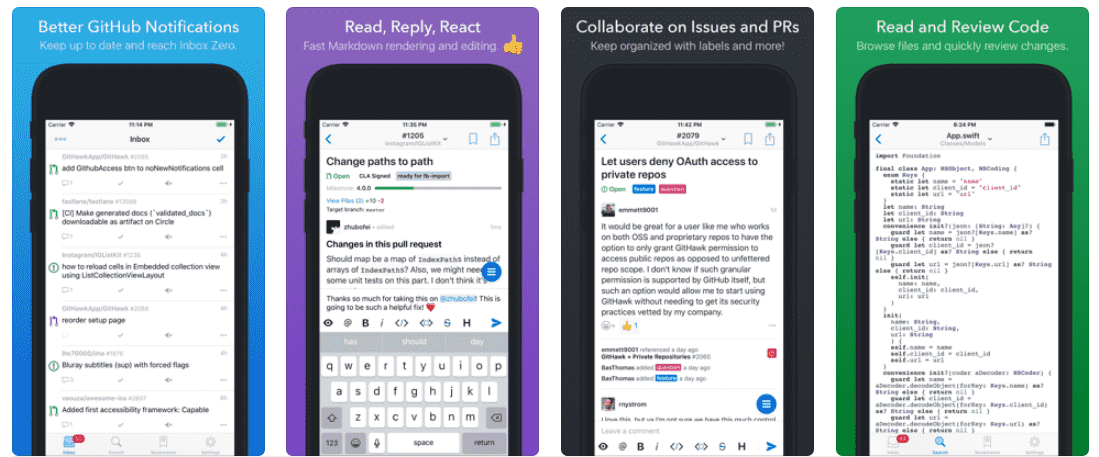 Better GitHub Notifications
Keep up to date and reach Inbox Zero.
Carrier
11:14 PM
Inbox
GitHawkApp/GitHawk #2085
2h
add GithubAccess btn to noNewNotifications cell
1
fastlane/fastlane #13088
2h
[CI] Make generated docs (`validated_docs`)
downloadable as artifact on Circle
1
Instagram/IGListKit #1236
4h
how to reload cells in Embedded collection view
using ListCollectionViewLayout
1
GitHawkApp/GitHawk #2086
4h
reorder setup page
lhc70000/iina #1876
4h
Bluray subtitles (sup) with forced flags
3
vsouza/awesome-ios #2607
6h
Added first accessibility framework: Capable
Inbox
Search
Bookmarks
Settings
Read, Reply, React
Fast Markdown rendering and editing. 👍
Carrier
11:35 PM
#1205
Instagram/IGListKit
Change paths to path
Open
CLA Signed
ready for fb-import
Milestone 4.0.0
View Files (3) +10 -2
Target branch: master
zhubofei • edited
1mo
Changes in this pull request
Should map be a map of IndexPathS instead of
arrays of IndexPathS? Also, we might need
some unit tests on this part. I don't think it's
Thanks so much for taking this on @zhubofei! This is
going to be such a helpful fix! ❤️
@ B i </> S H
has should day
q w e r t y u i o p
a s d f g h j k l
z x c v b n m
123 space return
Collaborate on Issues and PRs
Keep organized with labels and more!
Carrier
11:42 PM
#2079
GitHawkApp/GitHawk
Let users deny OAuth access to
private repos
Open
feature
question
emmett9001
1d
It would be great for a user like me who works
on both OSS and proprietary repos to have the
option to only grant GitHawk permission to
access public repos as opposed to unfettered
repo scope. I don't know if such granular
permission is supported by GitHub itself, but
such an option would allow me to start using
GitHawk without needing to get its security
practices vetted by my company.
👍 1
emmett9001 referenced a day ago
GitHawk + Private Repositories #2060
BasThomas added question a day ago
BasThomas added feature a day ago
rnystrom
I love this, but ya I'm not sure we have this much control
Leave a comment
@ B i </> S H
Read and Review Code
Browse files and quickly review changes.
Carrier
8:24 PM
App.swift
Classes/Models
import Foundation
final class App: NSObject, NSCoding {
enum Keys {
static let name = "name"
static let client_id = "client_id"
static let url = "url"
}
let name: String
let client_id: String
let url: String
convenience init?(json: [String: Any]?) {
guard let name = json?[Keys.name] as?
String else { return nil }
guard let client_id = json?
[Keys.client_id] as? String else { return
nil }
guard let url = json?[Keys.url] as? String
else { return nil }
self.init(
name: name,
client_id: client_id,
url: url
)
}
init(
name: String,
client_id: String,
url: String
) {
self.name = name
self.client_id = client_id
self.url = url
}
convenience init?(coder aDecoder: NSCoder) {
guard let name =
aDecoder.decodeObject(forKey: Keys.name) as?
String else { return nil }
guard let client_id =
aDecoder.decodeObject(forKey: Keys.client_id)
as? String else { return nil }
guard let url =
aDecoder.decodeObject(forKey: Keys.url) as?
String else { return nil }
Inbox
Search
Bookmarks
Settings